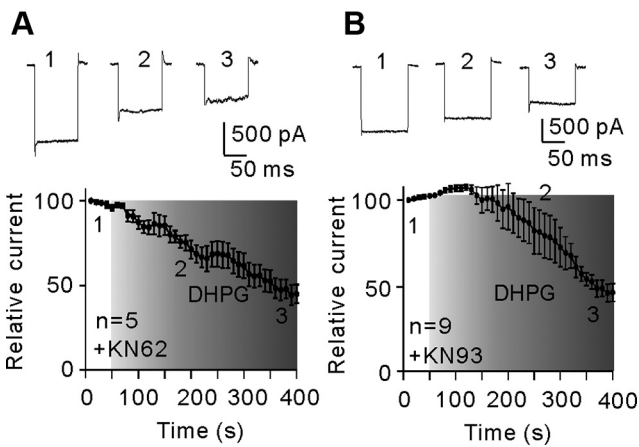 A
1 2 3
500 pA
50 ms
Relative current
100
50
0
1
2
DHPG
3
n=5
+KN62
0 100 200 300 400
Time (s)
B
1 2 3
500 pA
50 ms
Relative current
100
50
0
1
2
DHPG
3
n=9
+KN93
0 100 200 300 400
Time (s)